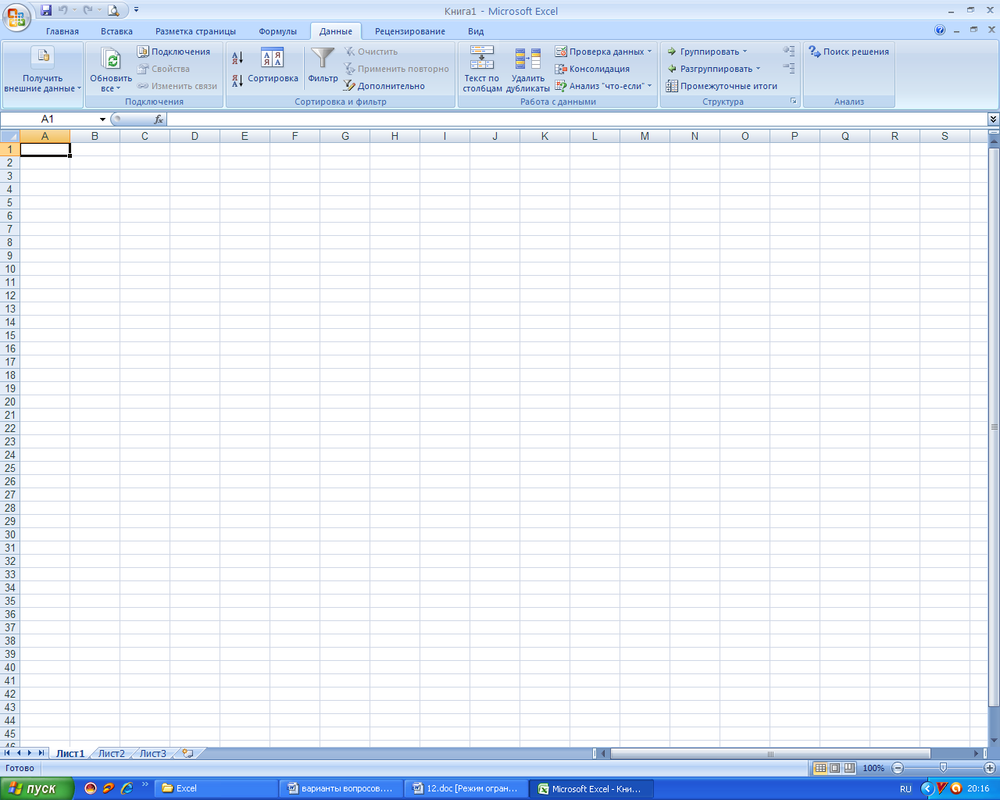 Книга1 - Microsoft Excel
Главная Вставка Разметка страницы Формулы Данные Рецензирование Вид
Получить внешние данные
Обновить все
Подключения
Свойства
Изменить связи
Подключения
А Я
Я А
А Я Я А
Сортировка
Фильтр
Очистить
Применить повторно
Дополнительно
Сортировка и фильтр
Текст по столбцам
Удалить дубликаты
Проверка данных
Консолидация
Анализ "что-если"
Работа с данными
Группировать
Разгруппировать
Промежуточные итоги
Структура
Поиск решения
Анализ
A1 fx
A B C D E F G H I J K L M N O P Q R S
1
2
3
4
5
6
7
8
9
10
11
12
13
14
15
16
17
18
19
20
21
22
23
24
25
26
27
28
29
30
31
32
33
34
35
36
37
38
39
40
41
42
43
44
45
46
Лист1 Лист2 Лист3
Готово 100%
пуск Excel варианты вопросов.... 12.doc [Режим огран... Microsoft Excel - Кни... RU 20:16